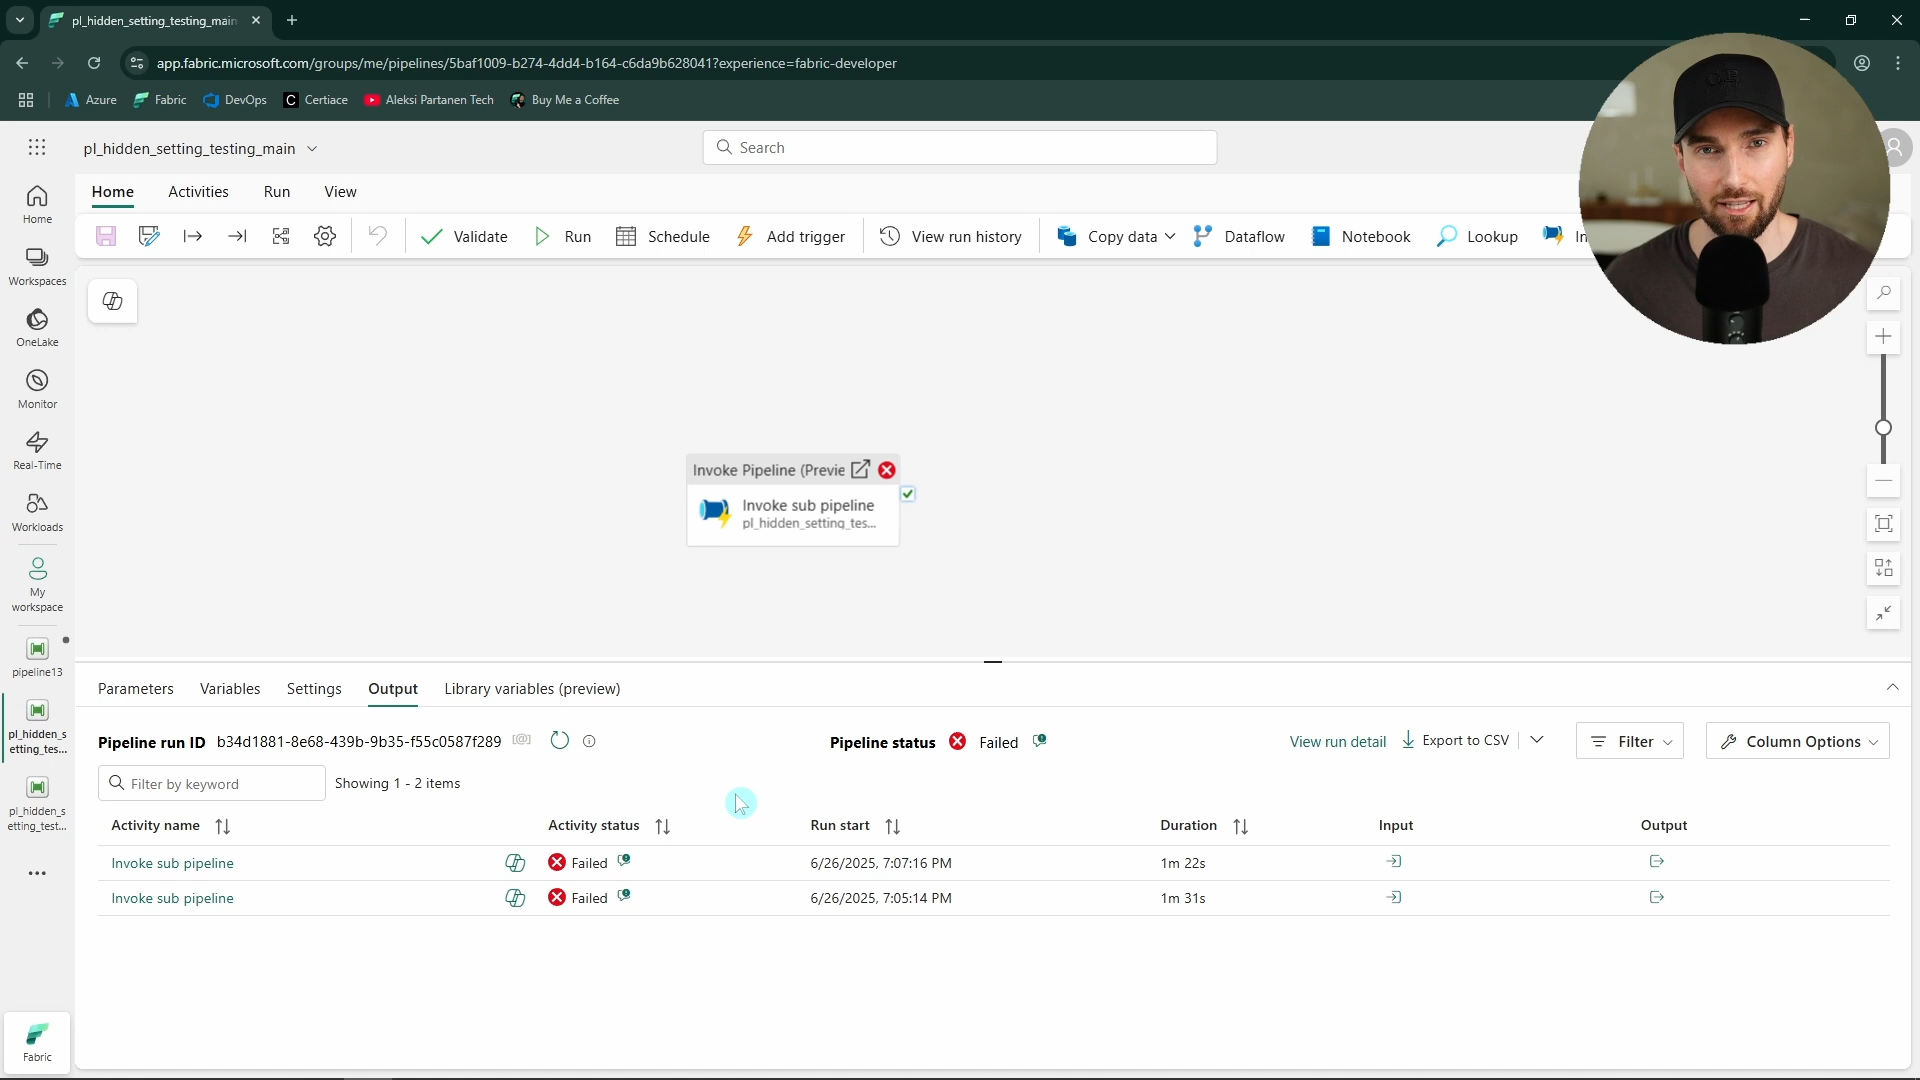 pl_hidden_setting_testing_main
app.fabric.microsoft.com/groups/me/pipelines/5baf1009-b274-4dd4-b164-c6da9b628041?experience=fabric-developer
Azure
Fabric
DevOps
Certiace
Aleksi Partanen Tech
Buy Me a Coffee
pl_hidden_setting_testing_main
Search
Home
Activities
Run
View
Validate
Run
Schedule
Add trigger
View run history
Copy data
Dataflow
Notebook
Lookup
Home
Workspaces
OneLake
Monitor
Real-Time
Workloads
My
workspace
pipeline13
pl_hidden_s
etting_tes...
pl_hidden_s
etting_test...
Fabric
Invoke Pipeline (Previe
Invoke sub pipeline
pl_hidden_setting_tes...
Parameters
Variables
Settings
Output
Library variables (preview)
Pipeline run ID b34d1881-8e68-439b-9b35-f55c0587f289
Pipeline status Failed
View run detail
Export to CSV
Filter
Column Options
Filter by keyword
Showing 1 - 2 items
Activity name Activity status Run start Duration Input Output
Invoke sub pipeline Failed 6/26/2025, 7:07:16 PM 1m 22s
Invoke sub pipeline Failed 6/26/2025, 7:05:14 PM 1m 31s